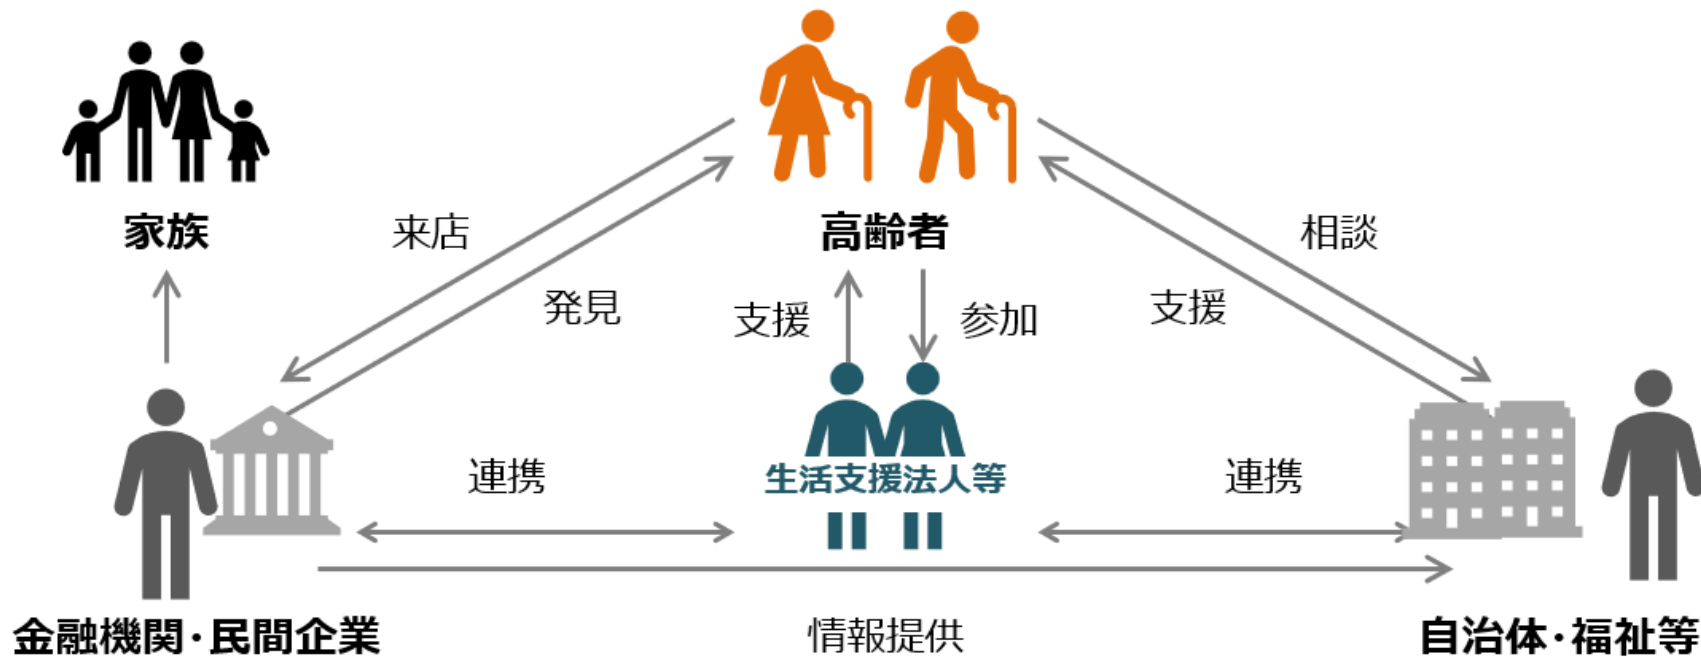 家族
来店
高齢者
相談
発見
支援
参加
支援
連携
生活支援法人等
連携
金融機関・民間企業
情報提供
自治体・福祉等